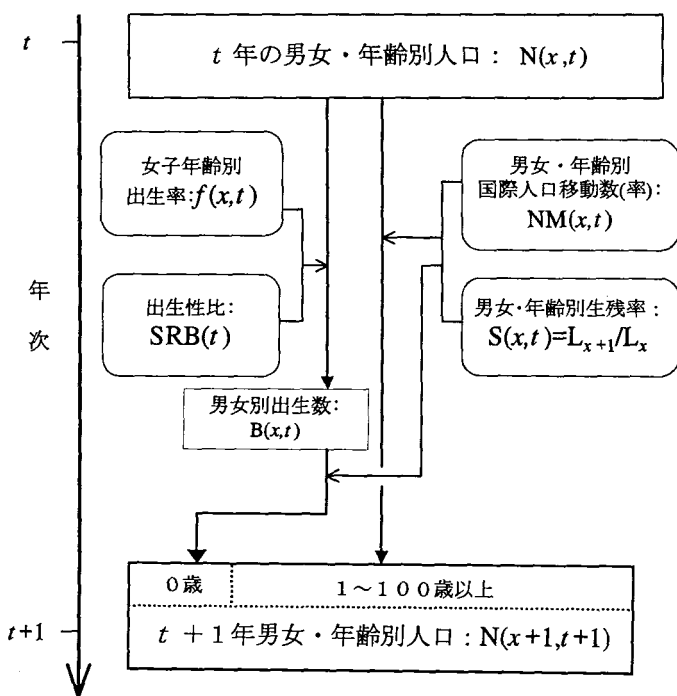 t
t 年の男女・年齢別人口： N(x,t)
女子年齢別
出生率:f(x,t)
男女・年齢別
国際人口移動数(率):
NM(x,t)
年
次
出生性比：
SRB(t)
男女・年齢別生残率：
S(x,t)=Lx+1/Lx
男女別出生数：
B(x,t)
0歳
１～１００歳以上
t+1
t ＋１年男女・年齢別人口：N(x+1,t+1)